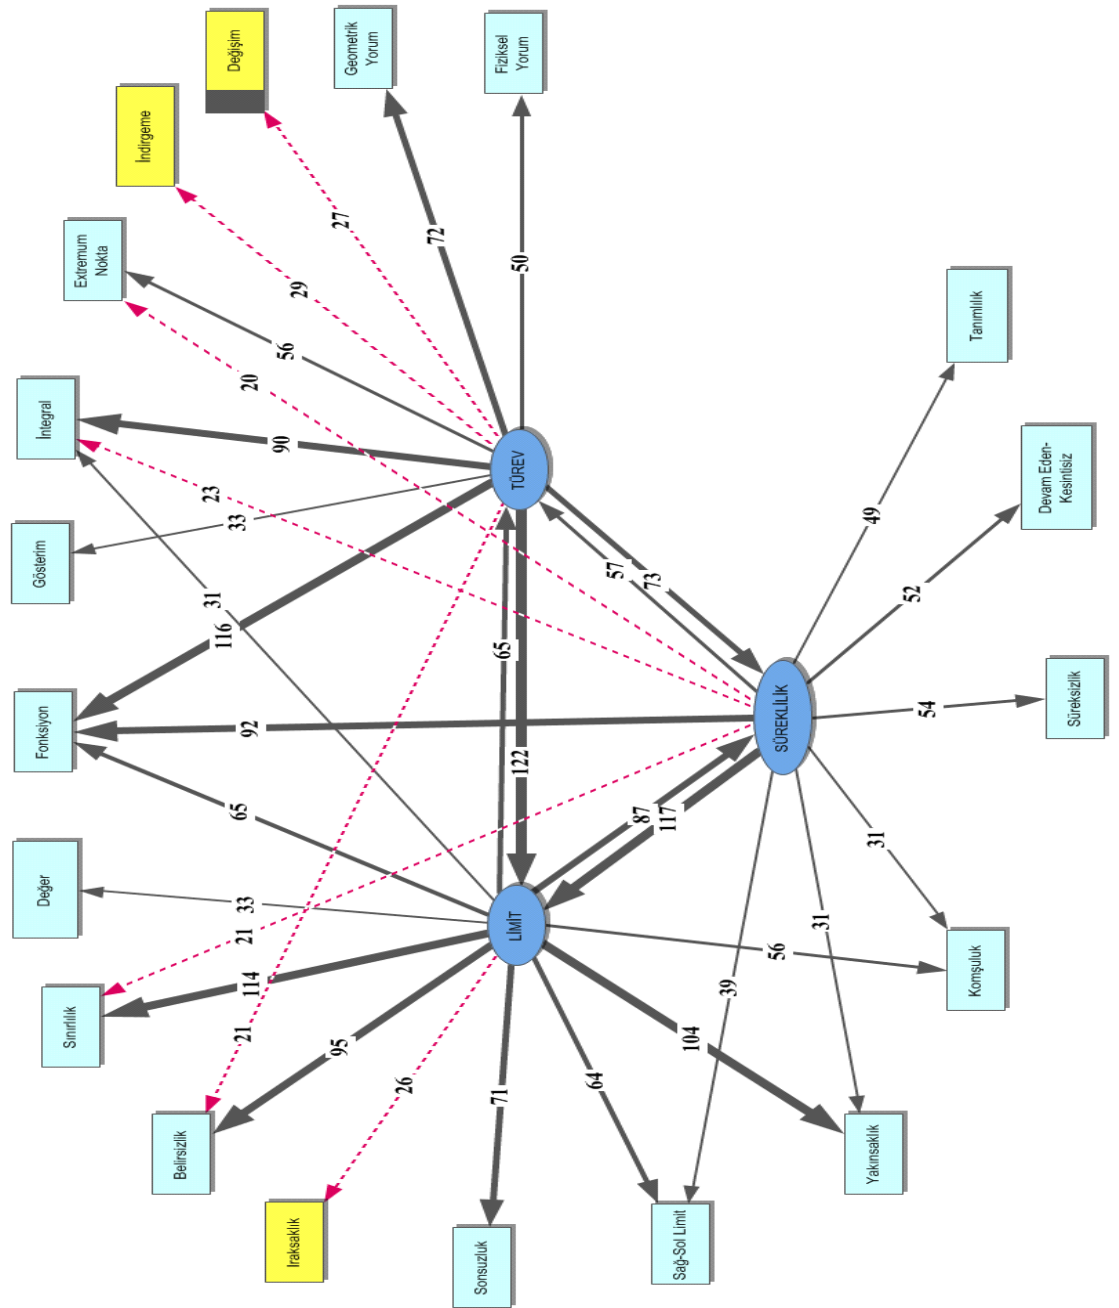 Değer
Fonksiyon
Gösterim
İntegral
Sınırlılık
Extremum
Nokta
Belirsizlik
İndirgeme
Iraksaklık
Değişim
Geometrik
Yorum
Sonsuzluk
Fiziksel
Yorum
LİMİT
TÜREV
SÜREKLİLİK
Sağ-Sol Limit
Yakınsaklık
Komşuluk
Süreksizlik
Devam Eden-
Kesintisiz
Tanımlılık
21
114
33
21
65
92
116
33
23
20
90
56
29
27
95
31
26
72
71
65
122
50
64
57
73
87
117
104
39
56
31
31
54
52
49